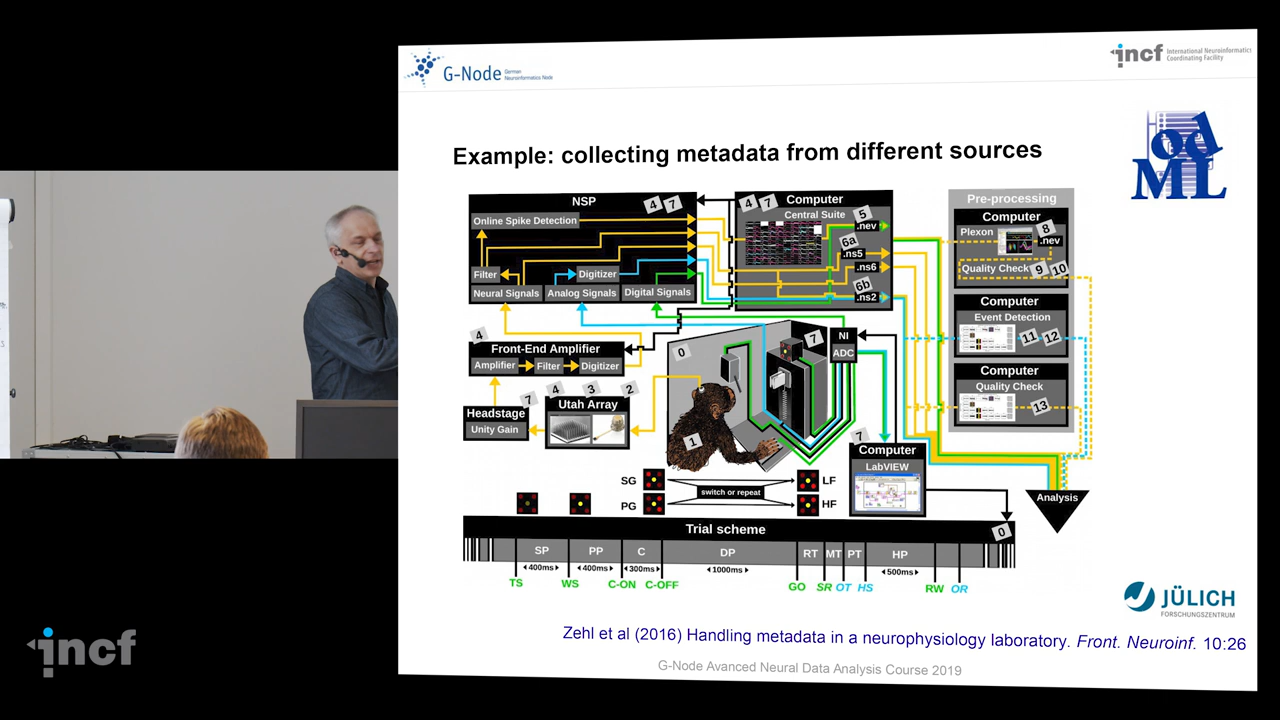 G-Node German Neuroinformatics Node
incf International Neuroinformatics Coordinating Facility
odML
Example: collecting metadata from different sources
NSP
4 7
Online Spike Detection
Filter
Digitizer
Neural Signals
Analog Signals
Digital Signals
4 7
Computer
Central Suite
5
.nev
6a
.ns5
.ns6
6b
.ns2
Pre-processing
Computer
Plexon
8
.nev
Quality Check
9 10
Computer
Event Detection
11 12
Computer
Quality Check
13
4
Front-End Amplifier
Amplifier
Filter
Digitizer
Headstage
Unity Gain
7
4 3 2
Utah Array
0
1
7
NI
ADC
7
Computer
LabVIEW
Analysis
SG
PG
switch or repeat
LF
HF
0
Trial scheme
SP
PP
C
DP
RT
MT
PT
HP
400ms
400ms
300ms
1000ms
500ms
TS
WS
C-ON
C-OFF
GO
SR
OT
HS
RW
OR
JÜLICH
FORSCHUNGSZENTRUM
Zehl et al (2016) Handling metadata in a neurophysiology laboratory. Front. Neuroinf. 10:26
G-Node Avanced Neural Data Analysis Course 2019
incf